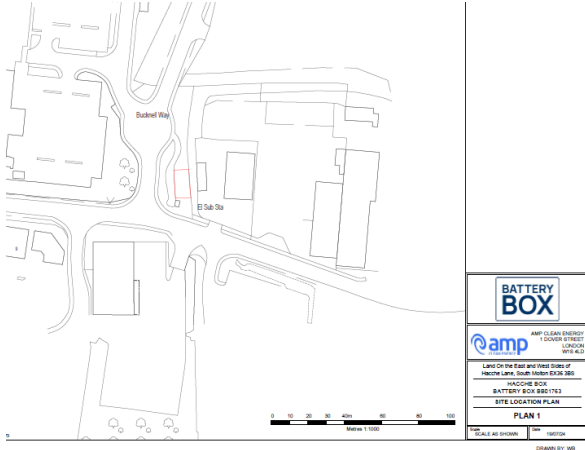 Bucknell Way
El Sub Sta
0 10 20 30 40m 60 80 100
Metres 1:1000
BATTERY
BOX
amp
AMP CLEAN ENERGY
1 DOVER STREET
LONDON
W1S 4LD
Land On the East and West Sides of
Hacche Lane, South Molton EX36 3BS
HACCHE BOX
BATTERY BOX BB01763
SITE LOCATION PLAN
PLAN 1
Scale
SCALE AS SHOWN
Date
DRAWN BY: WB